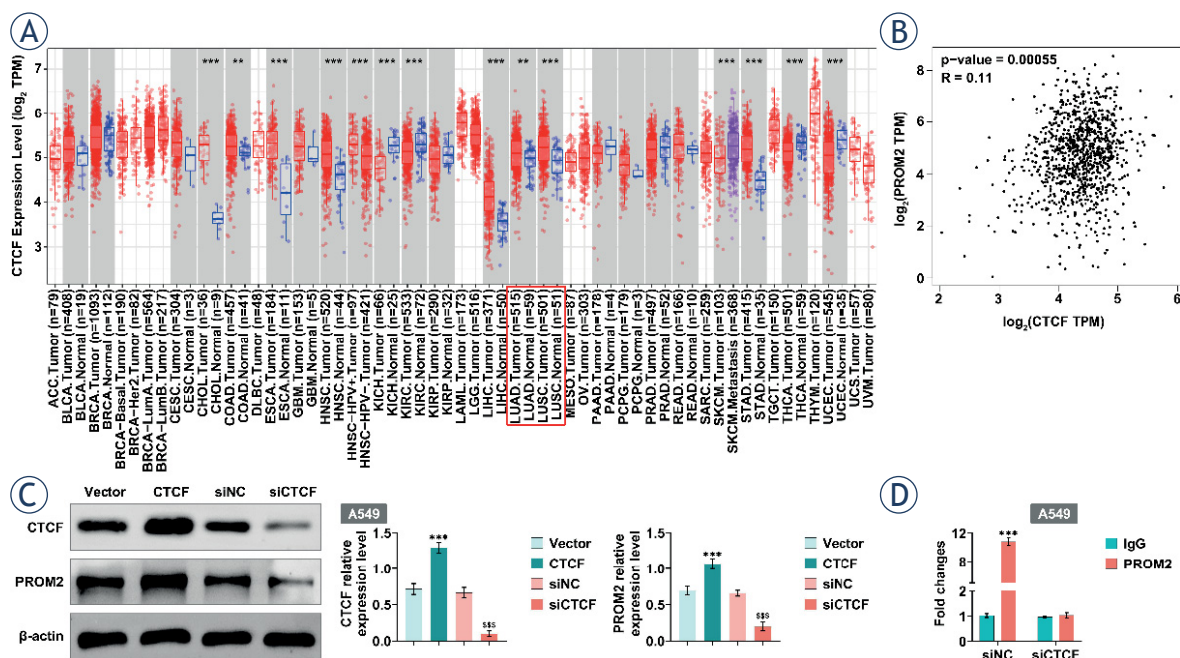 A
CTCF Expression Level (log2 TPM)
7
6
5
4
3
*** ** *** *** *** *** *** *** ** *** *** *** *** ***
ACC.Tumor (n=79)
BLCA.Tumor (n=408)
BLCA.Normal (n=19)
BRCA.Tumor (n=1093)
BRCA.Normal (n=112)
BRCA-Basal.Tumor (n=190)
BRCA-Her2.Tumor (n=82)
BRCA-LumA.Tumor (n=564)
BRCA-LumB.Tumor (n=217)
CESC.Tumor (n=304)
CESC.Normal (n=3)
CHOL.Tumor (n=36)
CHOL.Normal (n=9)
COAD.Tumor (n=457)
COAD.Normal (n=41)
DLBC.Tumor (n=48)
ESCA.Tumor (n=184)
ESCA.Normal (n=11)
GBM.Tumor (n=153)
GBM.Normal (n=5)
HNSC.Tumor (n=520)
HNSC.Normal (n=44)
HNSC-HPV+.Tumor (n=97)
HNSC-HPV-.Tumor (n=421)
KICH.Tumor (n=66)
KICH.Normal (n=25)
KIRC.Tumor (n=533)
KIRC.Normal (n=72)
KIRP.Tumor (n=290)
KIRP.Normal (n=32)
LAML.Tumor (n=173)
LGG.Tumor (n=516)
LIHC.Tumor (n=371)
LIHC.Normal (n=50)
LUAD.Tumor (n=515)
LUAD.Normal (n=59)
LUSC.Tumor (n=501)
LUSC.Normal (n=51)
MESO.Tumor (n=87)
OV.Tumor (n=303)
PAAD.Tumor (n=178)
PAAD.Normal (n=4)
PCPG.Tumor (n=179)
PCPG.Normal (n=3)
PRAD.Tumor (n=497)
PRAD.Normal (n=52)
READ.Tumor (n=166)
READ.Normal (n=10)
SARC.Tumor (n=259)
SKCM.Tumor (n=103)
SKCM.Metastasis (n=368)
STAD.Tumor (n=415)
STAD.Normal (n=35)
TGCT.Tumor (n=150)
THCA.Tumor (n=501)
THCA.Normal (n=59)
THYM.Tumor (n=120)
UCEC.Tumor (n=545)
UCEC.Normal (n=35)
UCS.Tumor (n=57)
UVM.Tumor (n=80)
B
p-value = 0.00055
R = 0.11
log2(PROM2 TPM)
8
6
4
2
0
2 3 4 5 6
log2(CTCF TPM)
C
Vector CTCF siNC siCTCF
CTCF
PROM2
β-actin
A549
CTCF relative
expression level
1.5
1.0
0.5
0.0
***
$$$
Vector
CTCF
siNC
siCTCF
PROM2 relative
expression level
1.5
1.0
0.5
0.0
***
$$$
Vector
CTCF
siNC
siCTCF
D
A549
Fold changes
12
8
2
1
0
***
siNC siCTCF
IgG
PROM2